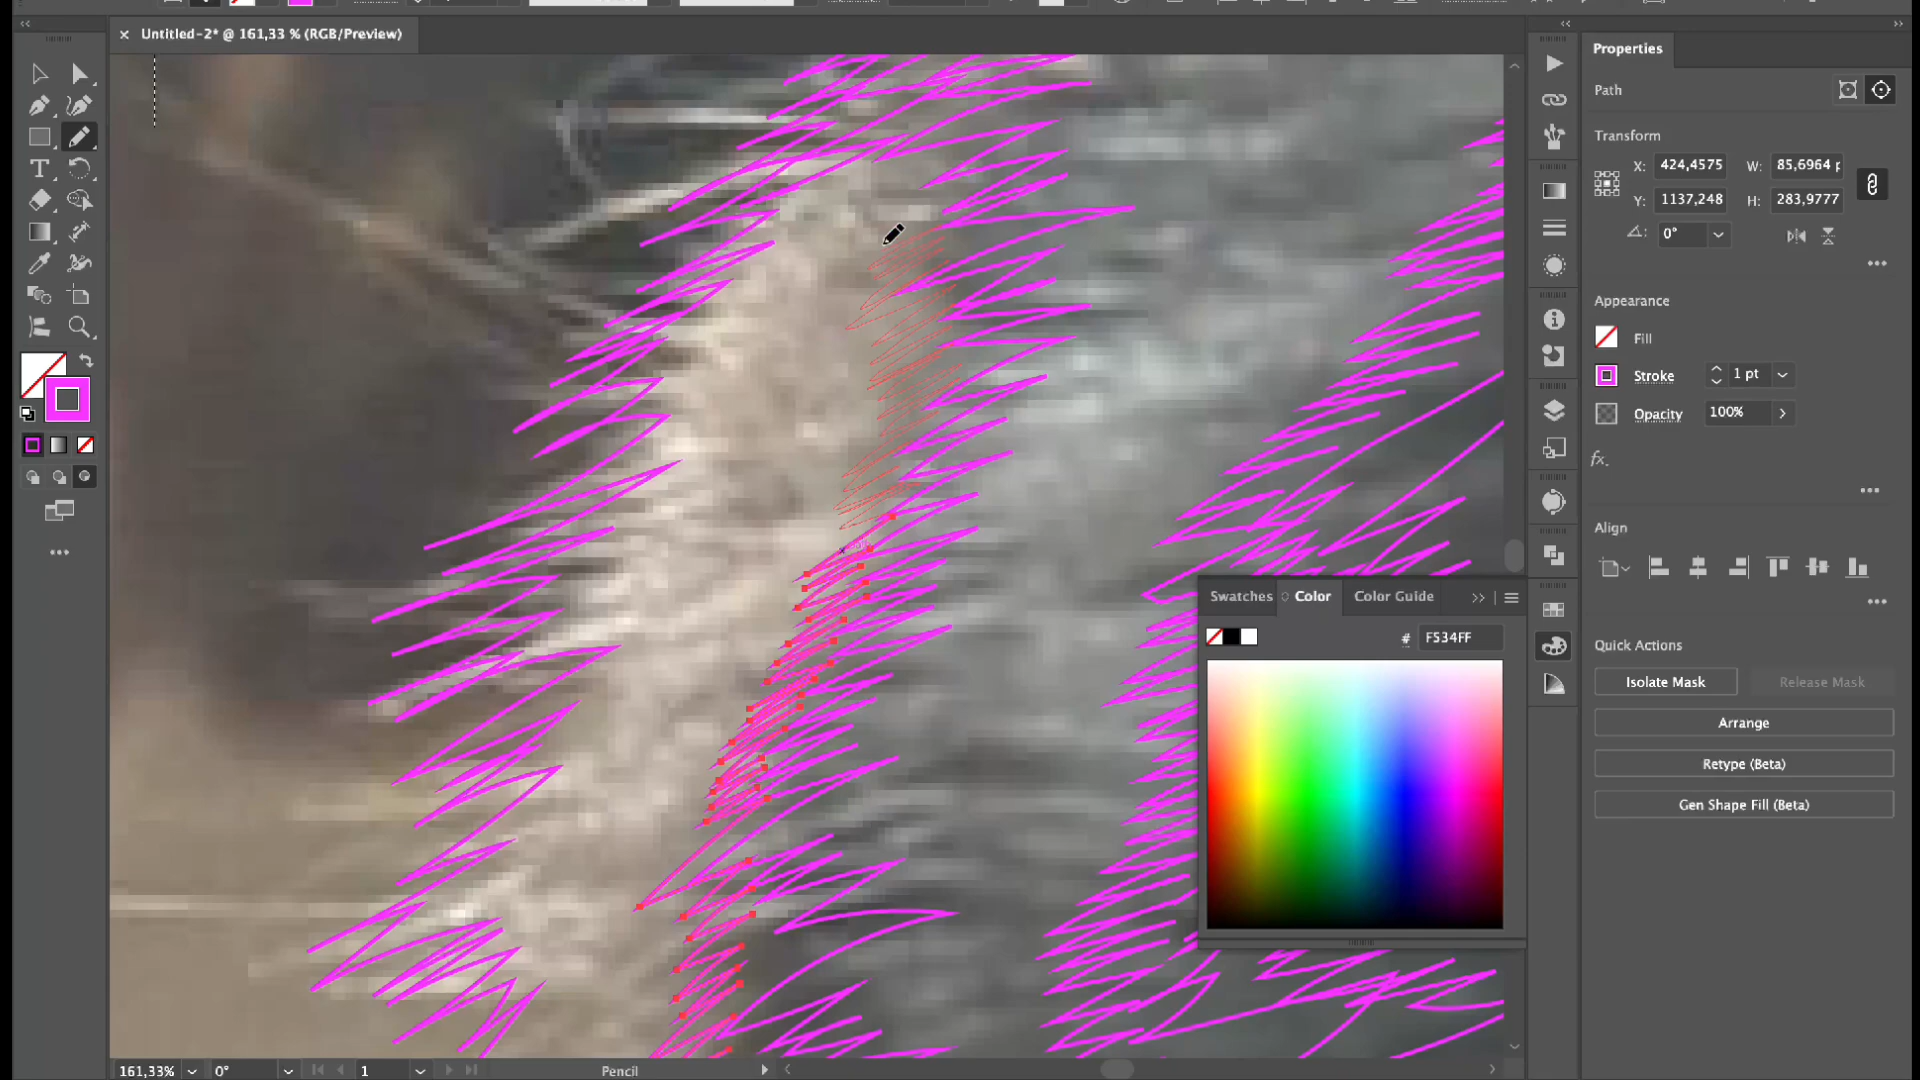 Untitled-2* @ 161,33 % (RGB/Preview)
Properties
Path
Transform
X: 424,4575 W: 85,6964 p
Y: 1137,248 H: 283,9777
0°
Appearance
Fill
Stroke 1 pt
Opacity 100%
fx.
Align
Swatches Color Color Guide
# F534FF
Quick Actions
Isolate Mask Release Mask
Arrange
Retype (Beta)
Gen Shape Fill (Beta)
161,33% 0° 1 Pencil